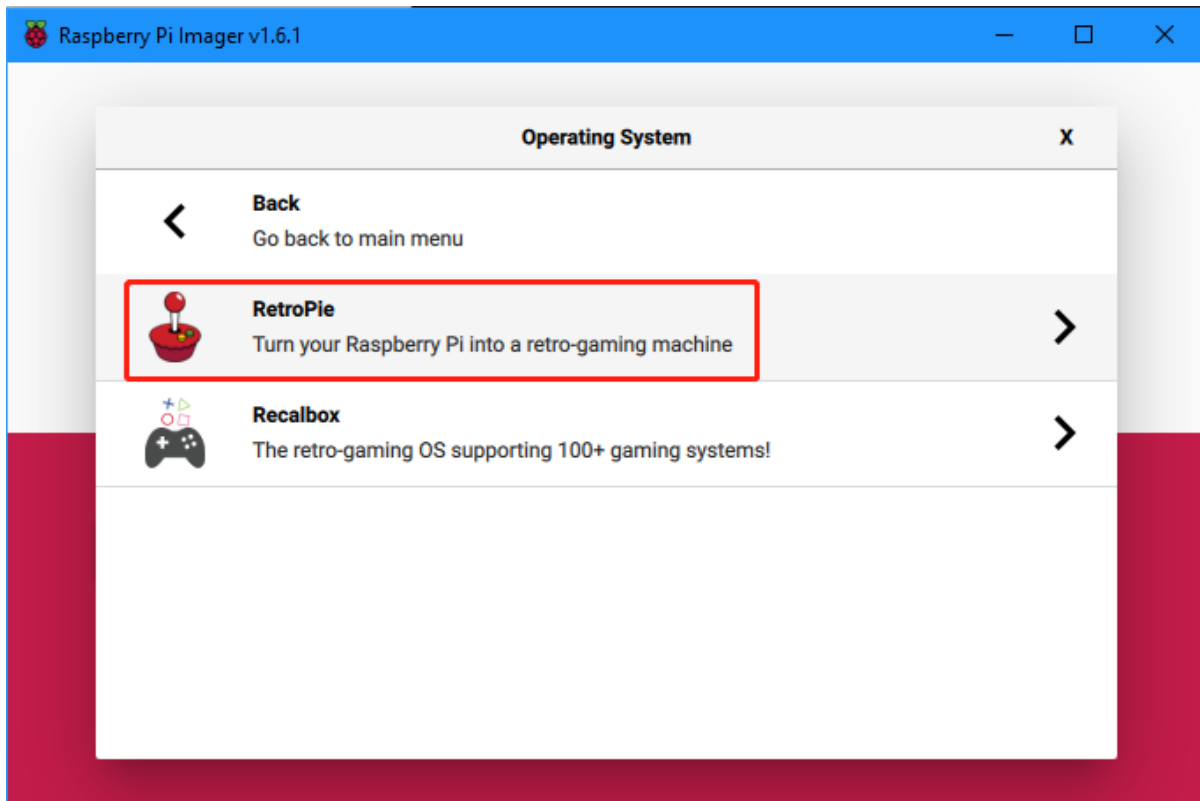 Raspberry Pi Imager v1.6.1
Operating System
X
Back
Go back to main menu
RetroPie
Turn your Raspberry Pi into a retro-gaming machine
Recalbox
The retro-gaming OS supporting 100+ gaming systems!